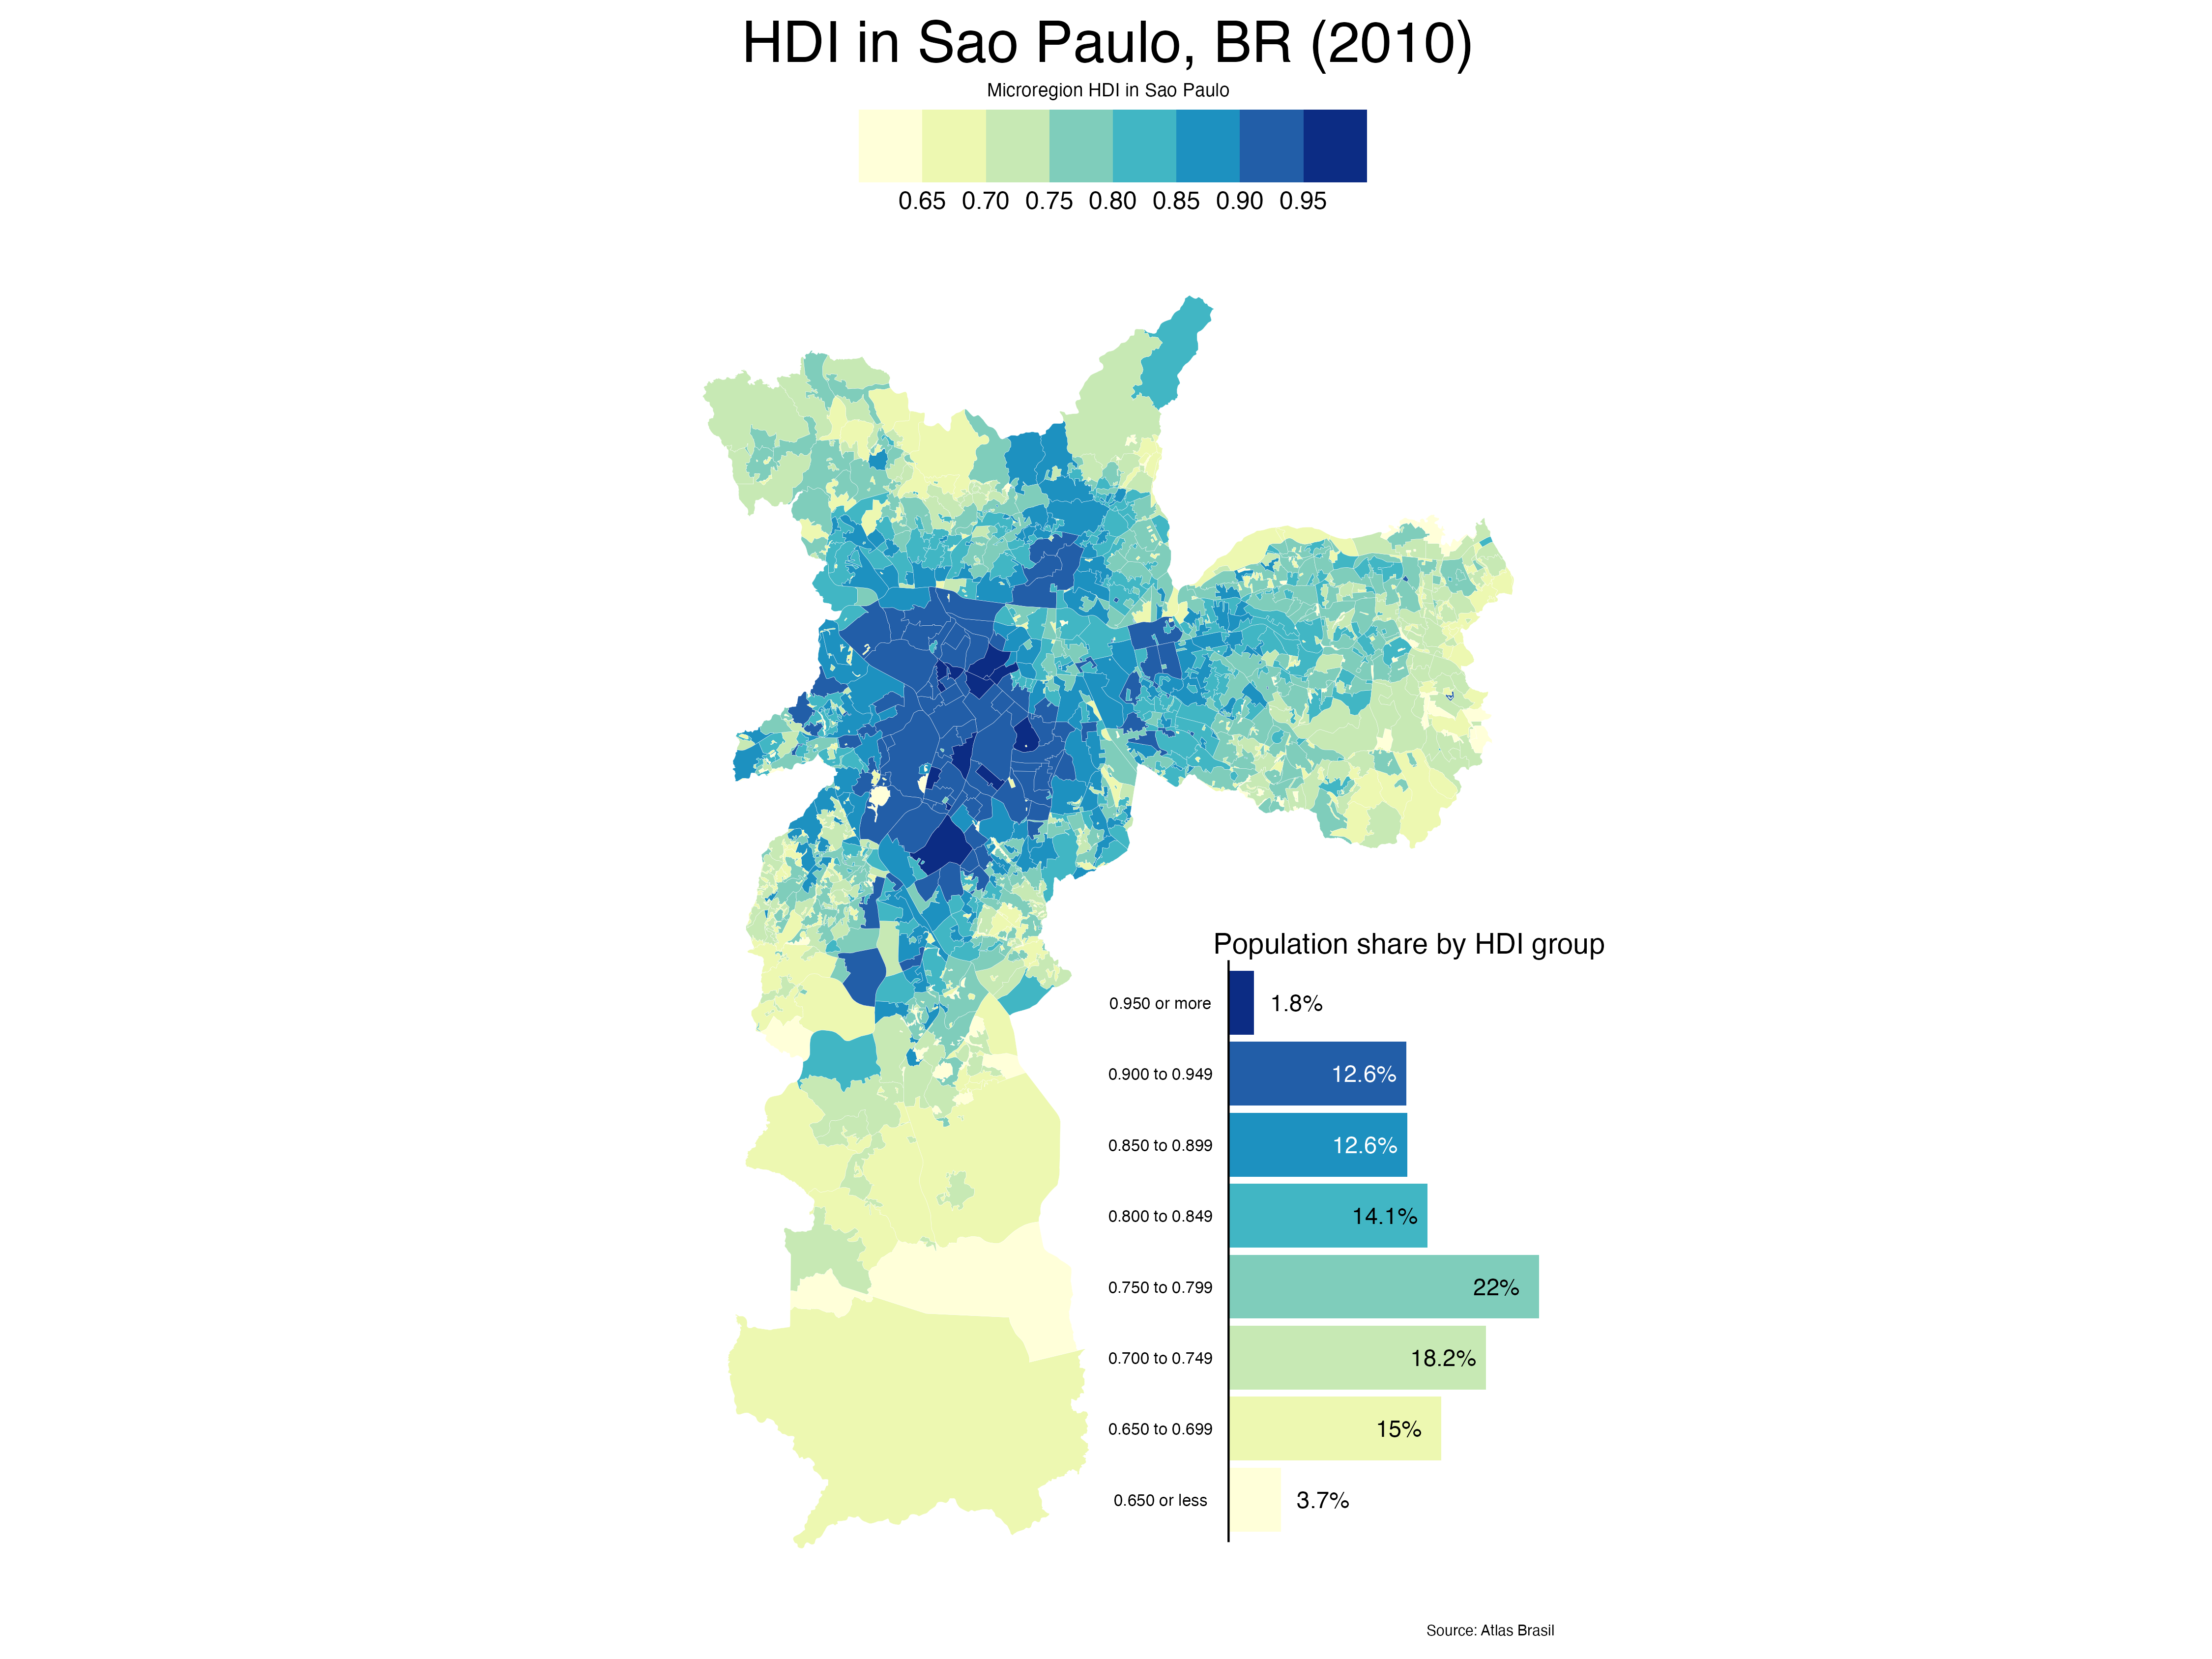 HDI in Sao Paulo, BR (2010)
Microregion HDI in Sao Paulo
0.65 0.70 0.75 0.80 0.85 0.90 0.95
Population share by HDI group
0.950 or more 1.8%
0.900 to 0.949 12.6%
0.850 to 0.899 12.6%
0.800 to 0.849 14.1%
0.750 to 0.799 22%
0.700 to 0.749 18.2%
0.650 to 0.699 15%
0.650 or less 3.7%
Source: Atlas Brasil